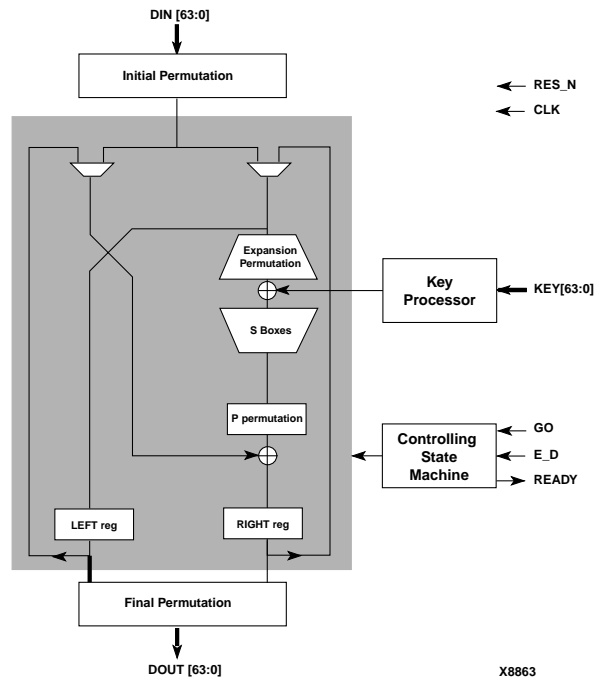 DIN [63:0]
Initial Permutation
RES_N
CLK
Expansion
Permutation
Key
Processor
KEY[63:0]
S Boxes
P permutation
Controlling
State
Machine
GO
E_D
READY
LEFT reg
RIGHT reg
Final Permutation
DOUT [63:0]
X8863